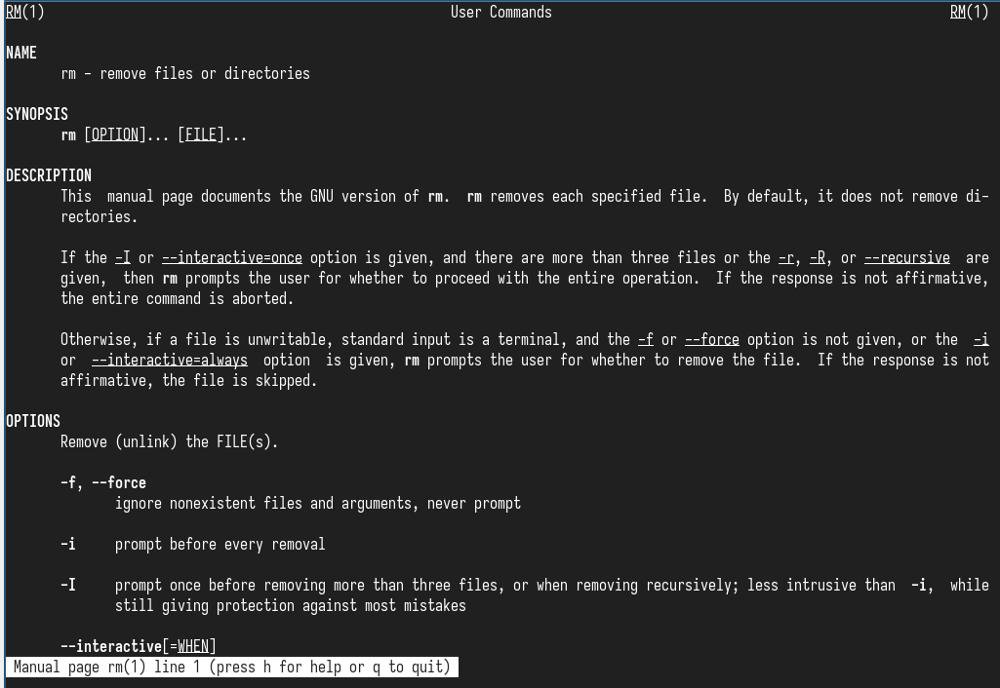 RM(1) User Commands RM(1)
NAME
rm - remove files or directories
SYNOPSIS
rm [OPTION]... [FILE]...
DESCRIPTION
This  manual page documents the GNU version of rm.  rm removes each specified file.  By default, it does not remove di-
rectories.
If the -I or --interactive=once option is given, and there are more than three files or the -r, -R, or --recursive  are
given,  then rm prompts the user for whether to proceed with the entire operation.  If the response is not affirmative,
the entire command is aborted.
Otherwise, if a file is unwritable, standard input is a terminal, and the -f or --force option is not given, or the  -i
or  --interactive=always  option  is given, rm prompts the user for whether to remove the file.  If the response is not
affirmative, the file is skipped.
OPTIONS
Remove (unlink) the FILE(s).
-f, --force
ignore nonexistent files and arguments, never prompt
-i     prompt before every removal
-I     prompt once before removing more than three files, or when removing recursively; less intrusive than  -i,  while
still giving protection against most mistakes
--interactive[=WHEN]
Manual page rm(1) line 1 (press h for help or q to quit)